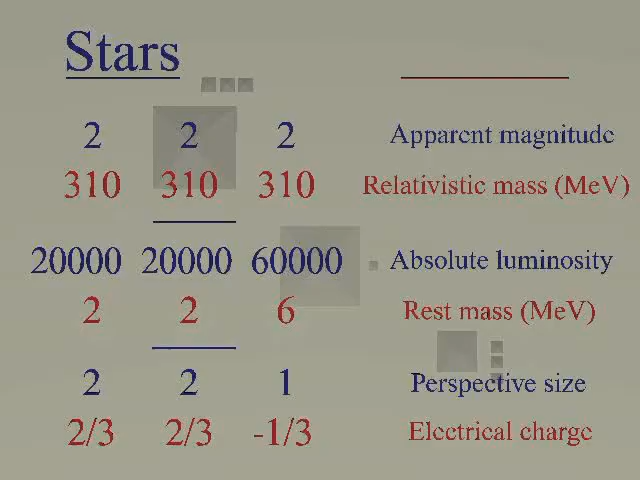 Stars
2 2 2 Apparent magnitude
310 310 310 Relativistic mass (MeV)
20000 20000 60000 Absolute luminosity
2 2 6 Rest mass (MeV)
2 2 1 Perspective size
2/3 2/3 -1/3 Electrical charge